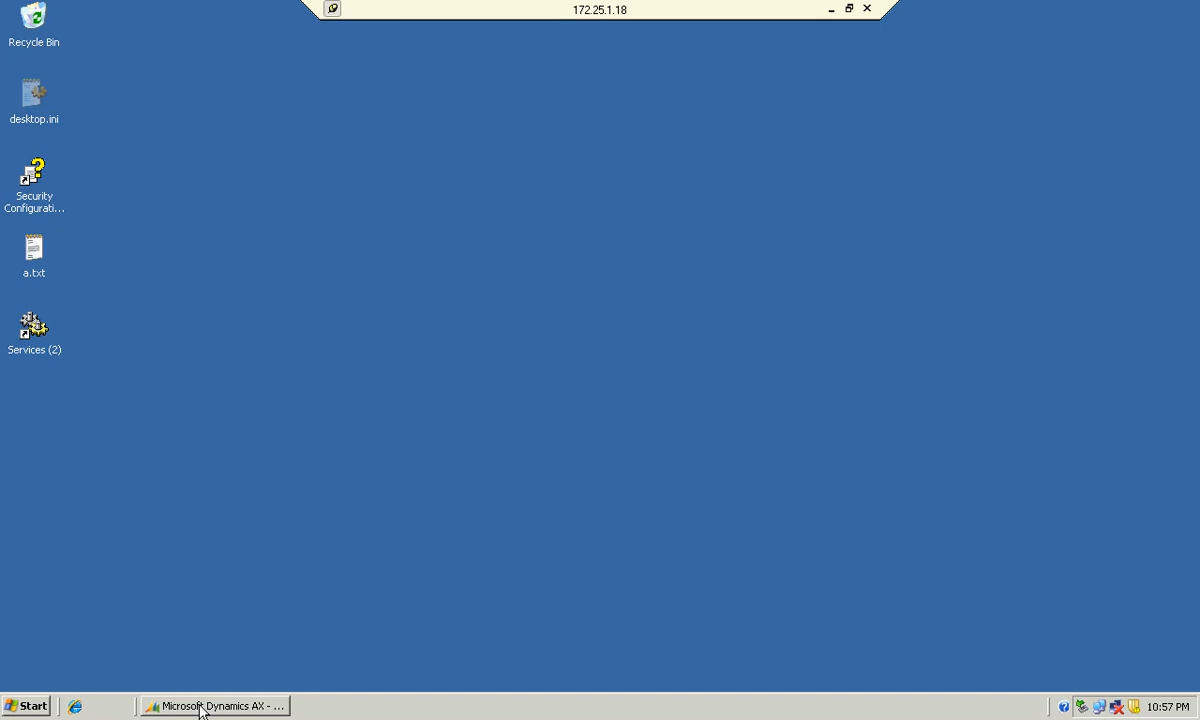 172.25.1.18
Recycle Bin
desktop.ini
Security
Configurati...
a.txt
Services (2)
Start
Microsoft Dynamics AX - ...
10:57 PM